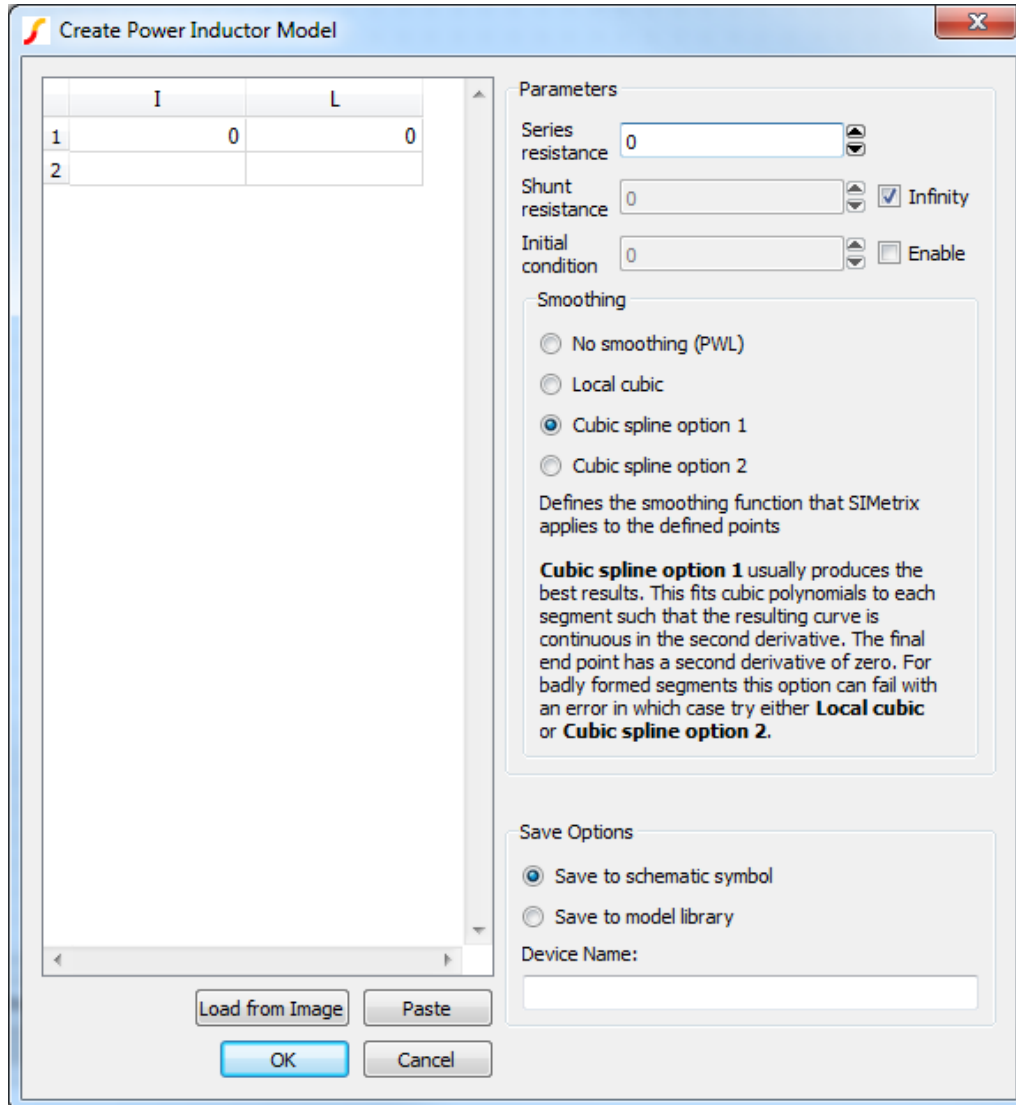 Create Power Inductor Model
I L
1 0 0
2
Load from Image Paste
OK Cancel
Parameters
Series
resistance 0
Shunt
resistance 0 Infinity
Initial
condition 0 Enable
Smoothing
No smoothing (PWL)
Local cubic
Cubic spline option 1
Cubic spline option 2
Defines the smoothing function that SIMetrix
applies to the defined points
Cubic spline option 1 usually produces the
best results. This fits cubic polynomials to each
segment such that the resulting curve is
continuous in the second derivative. The final
end point has a second derivative of zero. For
badly formed segments this option can fail with
an error in which case try either Local cubic
or Cubic spline option 2.
Save Options
Save to schematic symbol
Save to model library
Device Name: